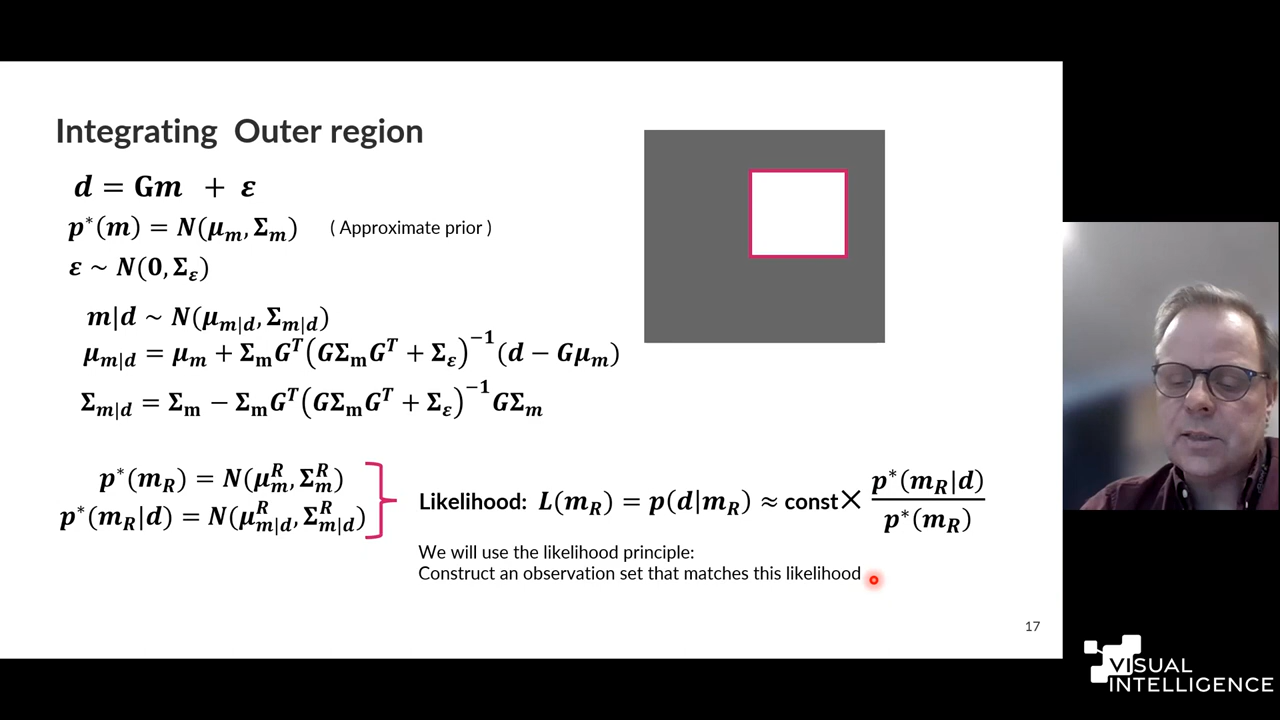 Integrating Outer region
d = Gm + ε
p*(m) = N(μ_m, Σ_m) ( Approximate prior )
ε ~ N(0, Σ_ε)
m|d ~ N(μ_{m|d}, Σ_{m|d})
μ_{m|d} = μ_m + Σ_m G^T (GΣ_m G^T + Σ_ε)^{-1} (d − Gμ_m)
Σ_{m|d} = Σ_m − Σ_m G^T (GΣ_m G^T + Σ_ε)^{-1} GΣ_m
p*(m_R) = N(μ_m^R, Σ_m^R)
p*(m_R|d) = N(μ_{m|d}^R, Σ_{m|d}^R)
Likelihood: L(m_R) = p(d|m_R) ≈ const × p*(m_R|d) / p*(m_R)
We will use the likelihood principle:
Construct an observation set that matches this likelihood
17
VISUAL
INTELLIGENCE